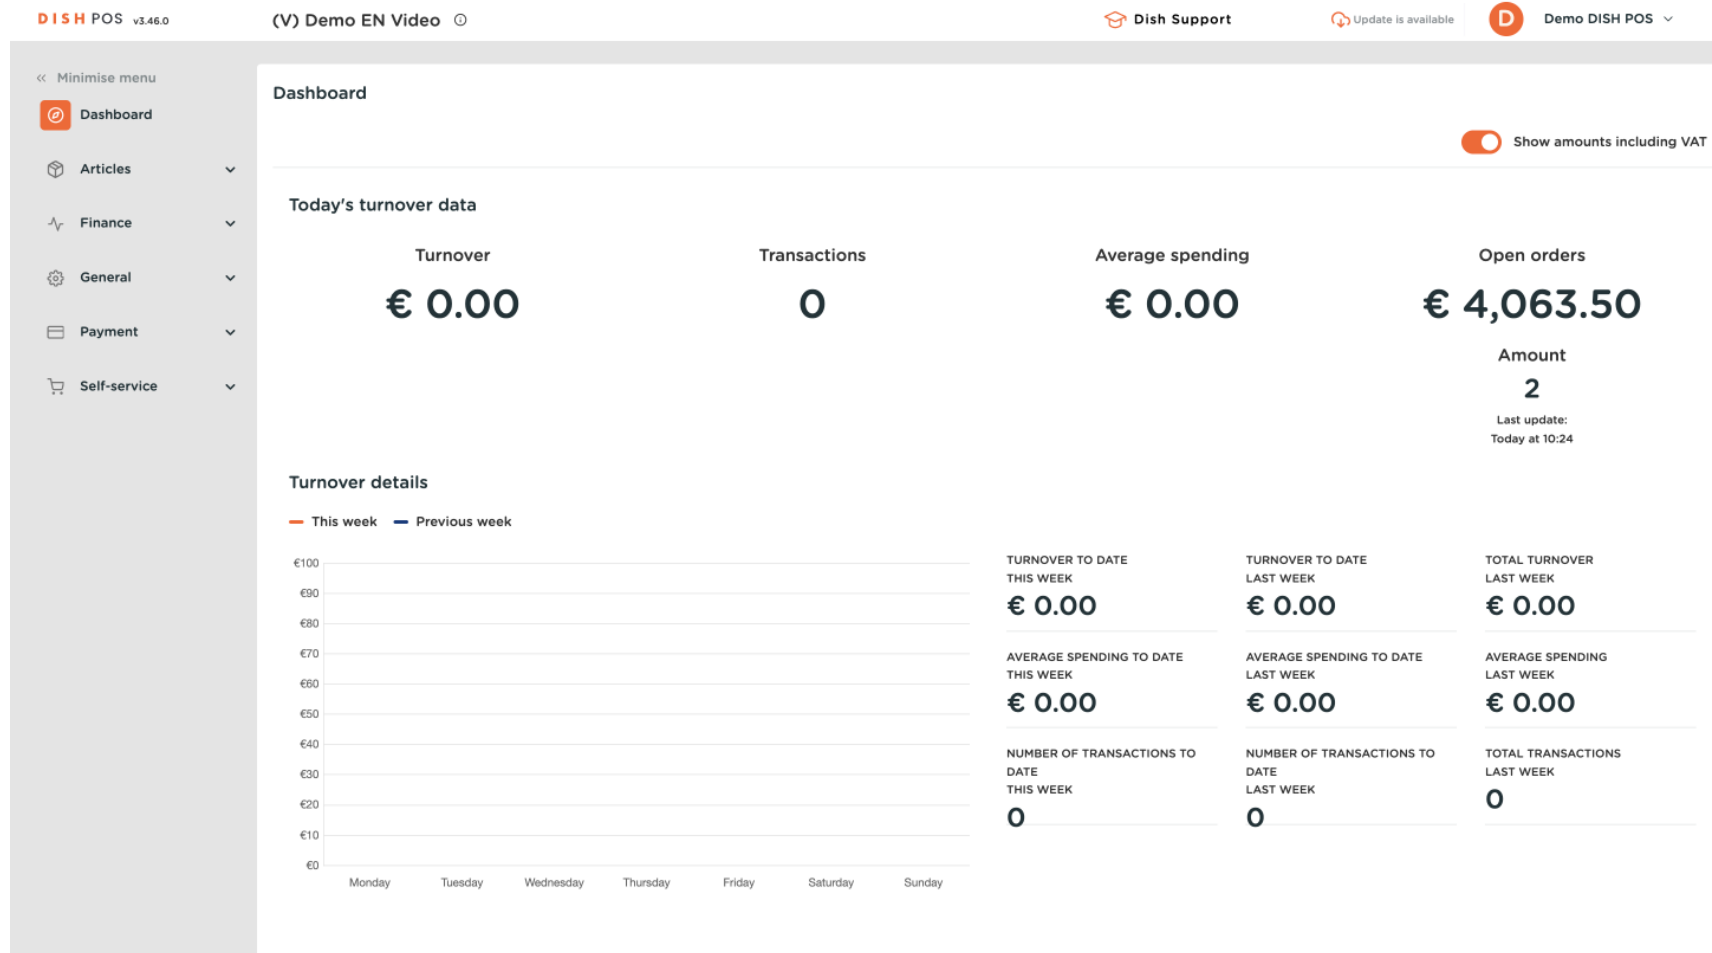 DISH POS v3.46.0
(V) Demo EN Video
Dish Support
Update is available
D
Demo DISH POS
Minimise menu
Dashboard
Articles
Finance
General
Payment
Self-service
Dashboard
Show amounts including VAT
Today's turnover data
Turnover
€ 0.00
Transactions
0
Average spending
€ 0.00
Open orders
€ 4,063.50
Amount
2
Last update:
Today at 10:24
Turnover details
This week
Previous week
€100
€90
€80
€70
€60
€50
€40
€30
€20
€10
€0
Monday
Tuesday
Wednesday
Thursday
Friday
Saturday
Sunday
TURNOVER TO DATE
THIS WEEK
€ 0.00
TURNOVER TO DATE
LAST WEEK
€ 0.00
TOTAL TURNOVER
LAST WEEK
€ 0.00
AVERAGE SPENDING TO DATE
THIS WEEK
€ 0.00
AVERAGE SPENDING TO DATE
LAST WEEK
€ 0.00
AVERAGE SPENDING
LAST WEEK
€ 0.00
NUMBER OF TRANSACTIONS TO
DATE
THIS WEEK
0
NUMBER OF TRANSACTIONS TO
DATE
LAST WEEK
0
TOTAL TRANSACTIONS
LAST WEEK
0